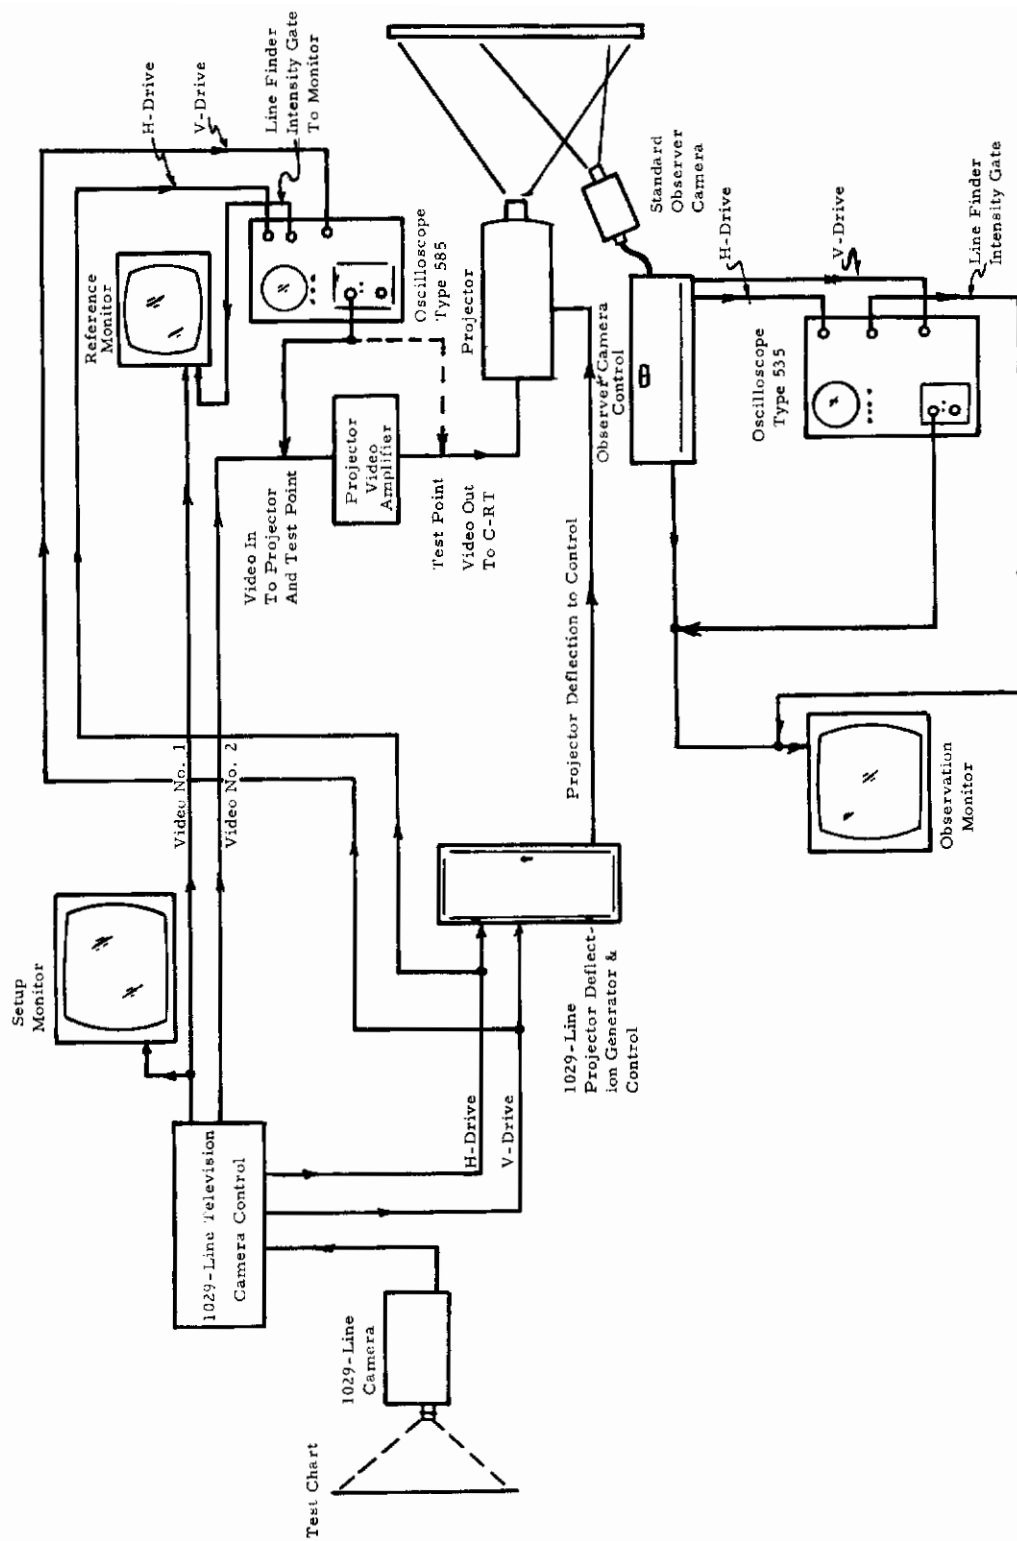 Test Chart
1029-Line
Camera
1029-Line Television
Camera Control
Setup
Monitor
Video No. 1
Video No. 2
H-Drive
V-Drive
1029-Line
Projector Deflect-
ion Generator &
Control
Projector Deflection to Control
Reference
Monitor
H-Drive
V-Drive
Line Finder
Intensity Gate
To Monitor
Oscilloscope
Type 585
Video In
To Projector
And Test Point
Projector
Video
Amplifier
Test Point
Video Out
To C-RT
Projector
Standard
Observer
Camera
Observer Camera
Control
H-Drive
V-Drive
Line Finder
Intensity Gate
Oscilloscope
Type 535
Observation
Monitor